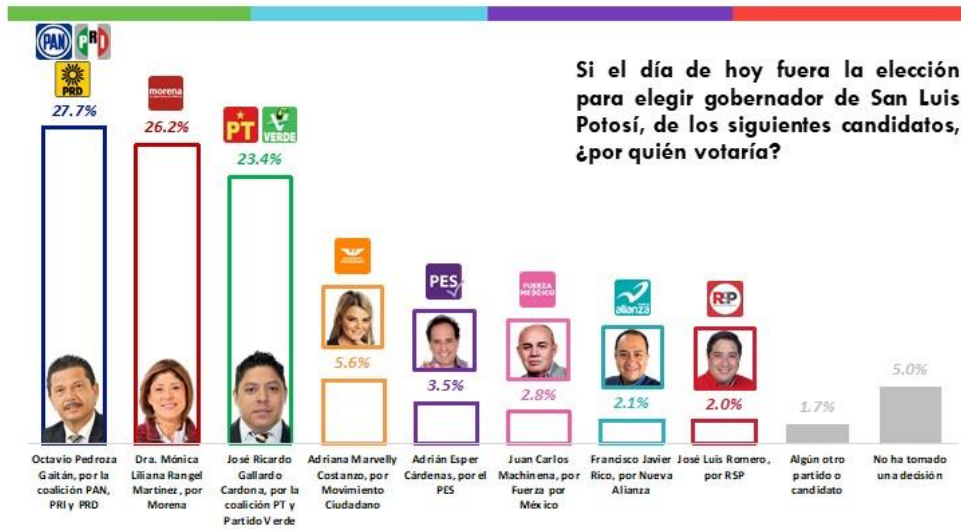 Si el día de hoy fuera la elección
para elegir gobernador de San Luis
Potosí, de los siguientes candidatos,
¿por quién votaría?
PAN
PRI
PRD
27.7%
morena
26.2%
PT
VERDE
23.4%
5.6%
PES
3.5%
FUERZA
MEXICO
2.8%
alianza
2.1%
RSP
2.0%
1.7%
5.0%
Octavio Pedroza
Gaitán, por la
coalición PAN,
PRI y PRD
Dra. Mónica
Liliana Rangel
Martínez, por
Morena
José Ricardo
Gallardo
Cardona, por la
coalición PT y
Partido Verde
Adriana Marvelly
Costanzo, por
Movimiento
Ciudadano
Adrián Esper
Cárdenas, por el
PES
Juan Carlos
Machinena, por
Fuerza por
México
Francisco Javier
Rico, por Nueva
Alianza
José Luis Romero,
por RSP
Algún otro
partido o
candidato
No ha tomado
una decisión